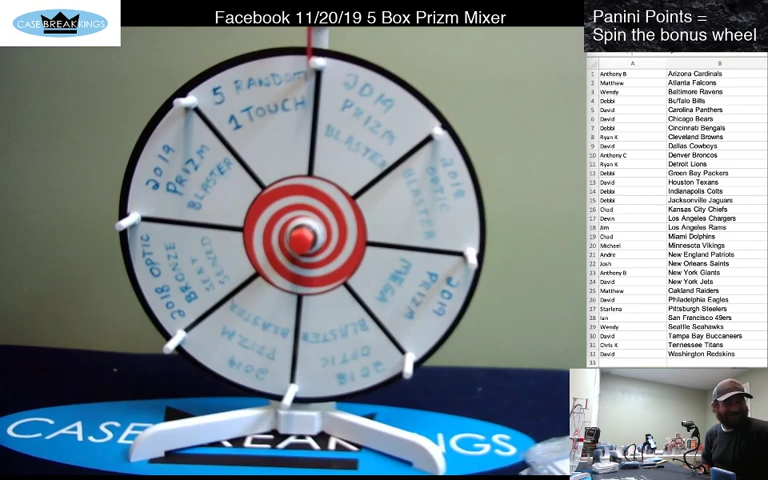 Facebook 11/20/19 5 Box Prizm Mixer
Panini Points =
Spin the bonus wheel
CASE BREAK KINGS
A B
1 Anthony B Arizona Cardinals
2 Matthew Atlanta Falcons
3 Wendy Baltimore Ravens
4 Debbi Buffalo Bills
5 David Carolina Panthers
6 David Chicago Bears
7 Debbi Cincinnati Bengals
8 Ryan K Cleveland Browns
9 David Dallas Cowboys
10 Anthony C Denver Broncos
11 Ryan K Detroit Lions
12 Debbi Green Bay Packers
13 David Houston Texans
14 Debbi Indianapolis Colts
15 Debbi Jacksonville Jaguars
16 Chad Kansas City Chiefs
17 Devin Los Angeles Chargers
18 Jim Los Angeles Rams
19 Chad Miami Dolphins
20 Michael Minnesota Vikings
21 Andre New England Patriots
22 Josh New Orleans Saints
23 Anthony B New York Giants
24 David New York Jets
25 Matthew Oakland Raiders
26 David Philadelphia Eagles
27 Starlena Pittsburgh Steelers
28 Ian San Francisco 49ers
29 Wendy Seattle Seahawks
30 David Tampa Bay Buccaneers
31 Chris K Tennessee Titans
32 David Washington Redskins
33
5 RANDOM
1 TOUCH
2019
PRIZM
BLASTER
2018
OPTIC
BLASTER
2019
PRIZM
MEGA
2018
OPTIC
BLASTER
2019
PRIZM
BLASTER
2018 OPTIC
BRONZE
2019
PRIZM
BLASTER
CASE BREAK KINGS